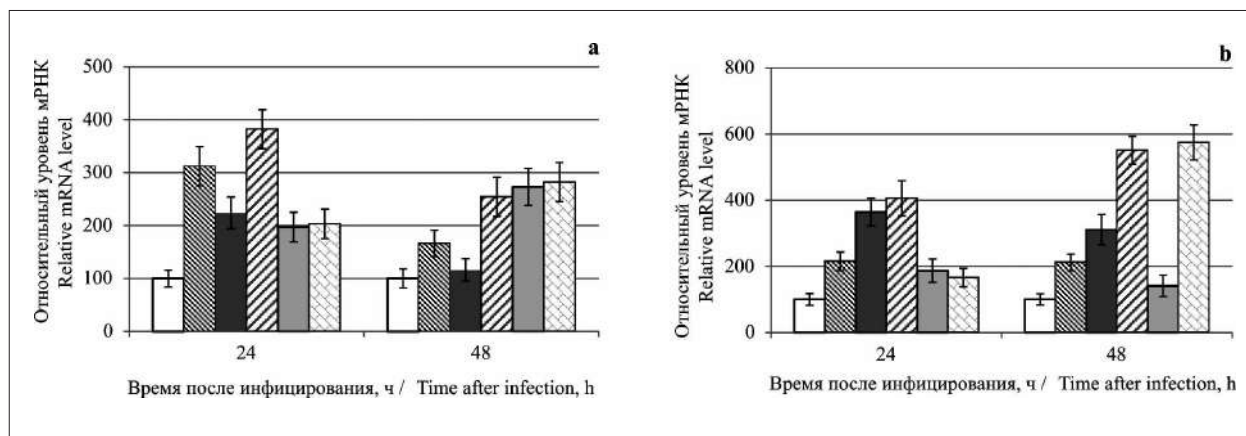 a
Относительный уровень мРНК
Relative mRNA level
500
400
300
200
100
0
24
48
Время после инфицирования, ч / Time after infection, h
b
Относительный уровень мРНК
Relative mRNA level
800
600
400
200
0
24
48
Время после инфицирования, ч / Time after infection, h